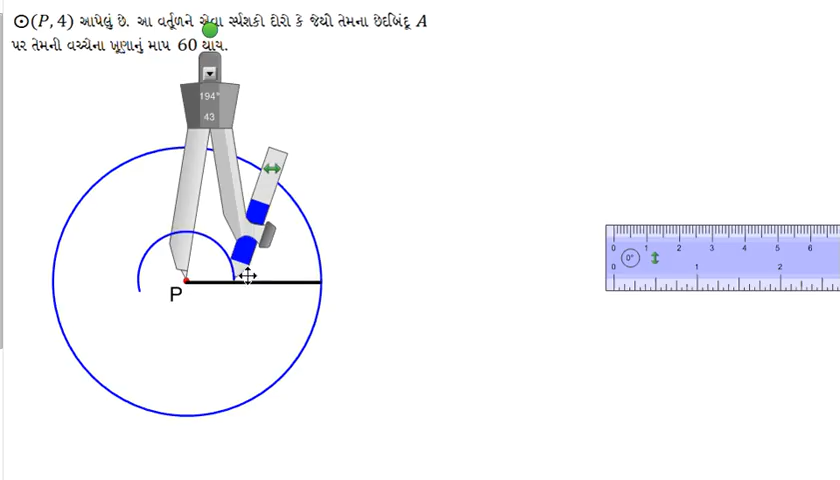 ⊙(P, 4) આપેલું છે. આ વર્તૂળને એવા સ્પર્શકો દોરો કે જેથી તેમના છેદબિંદૂ A
પર તેમની વચ્ચેના ખૂણાનું માપ 60 થાય.
194°
43
P
0 1 2 3 4 5 6
0°
0 1 2